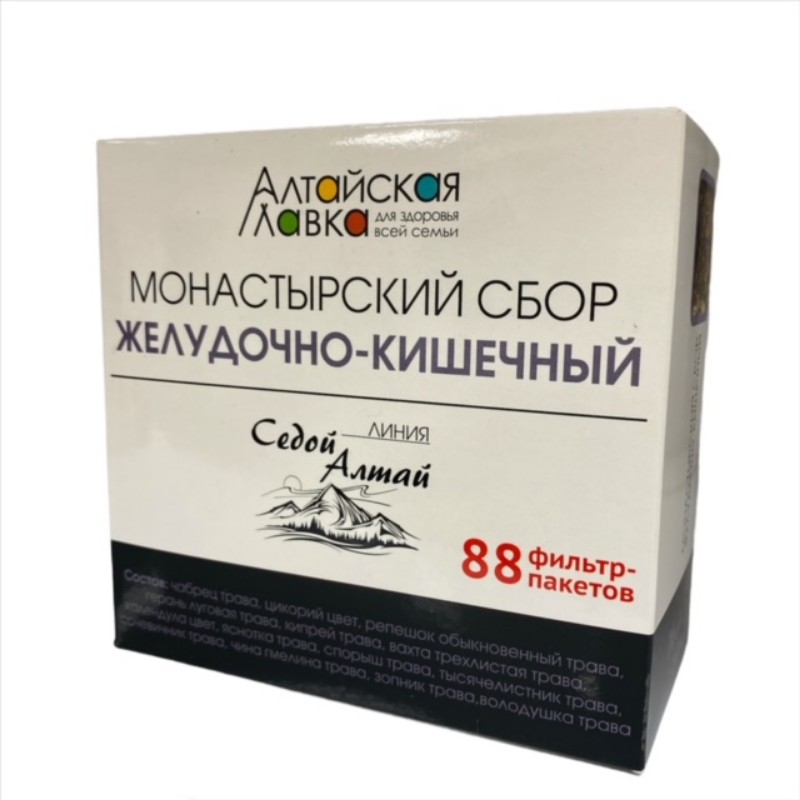 Алтайская
Лавка для здоровья
всей семьи
МОНАСТЫРСКИЙ СБОР
ЖЕЛУДОЧНО-КИШЕЧНЫЙ
ЛИНИЯ
Седой
Алтай
88 фильтр-
пакетов
Состав: чабрец трава, цикорий цвет, репешок обыкновенный трава,
герань луговая трава, кипрей трава, вахта трехлистая трава,
календула цвет, яснотка трава, спорыш трава, тысячелистник трава,
сочевичник трава, чина гмелина трава, зопник трава,володушка трава